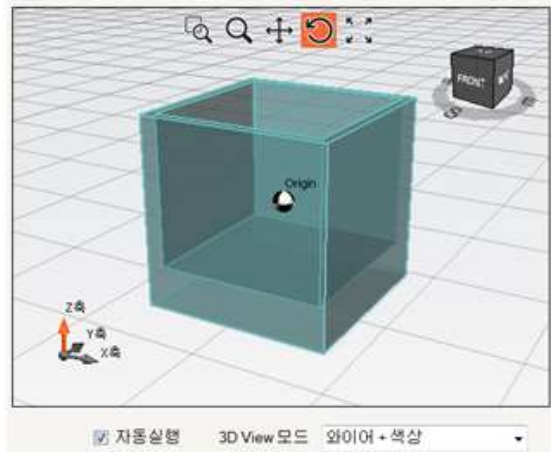 FRONT
Origin
Z축
Y축
X축
자동실행 3D View 모드 와이어 + 색상